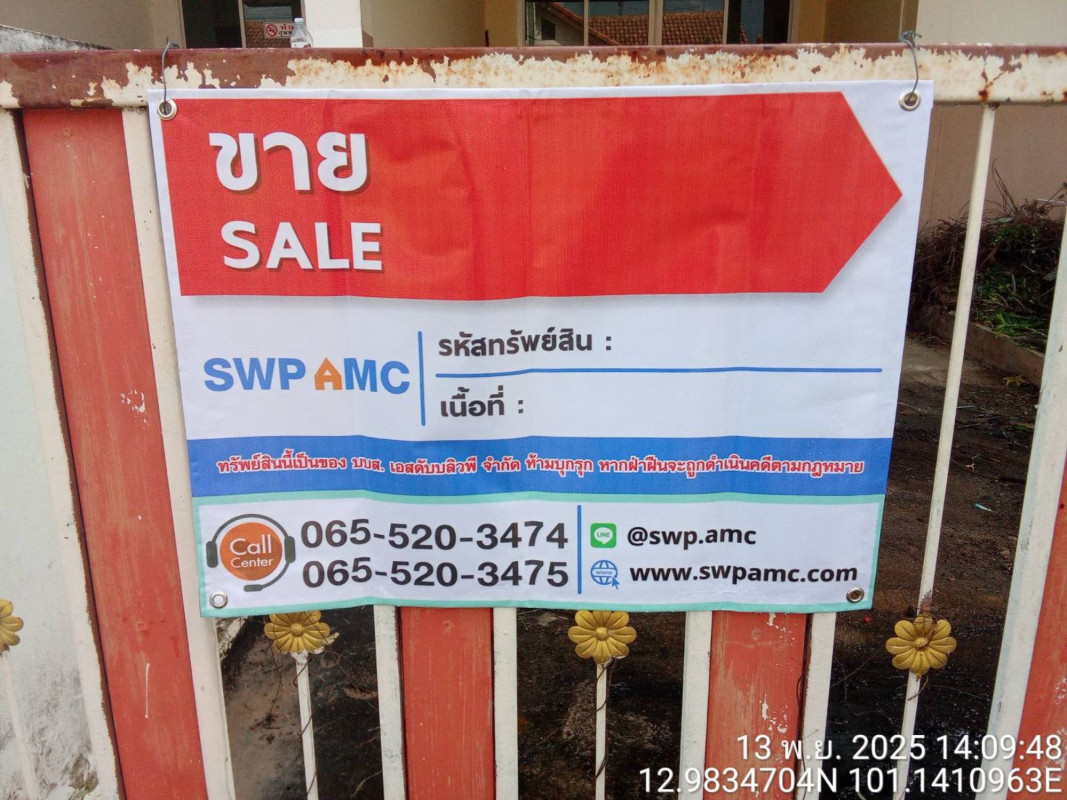 ขาย
SALE
SWP AMC
รหัสทรัพย์สิน :
เนื้อที่ :
ทรัพย์สินนี้เป็นของ บบส. เอสดับบลิวพี จำกัด ห้ามบุกรุก หากฝ่าฝืนจะถูกดำเนินคดีตามกฎหมาย
Call
Center
065-520-3474
065-520-3475
LINE
@swp.amc
www
www.swpamc.com
13 พ.ย. 2025 14:09:48
12.9834704N 101.1410963E